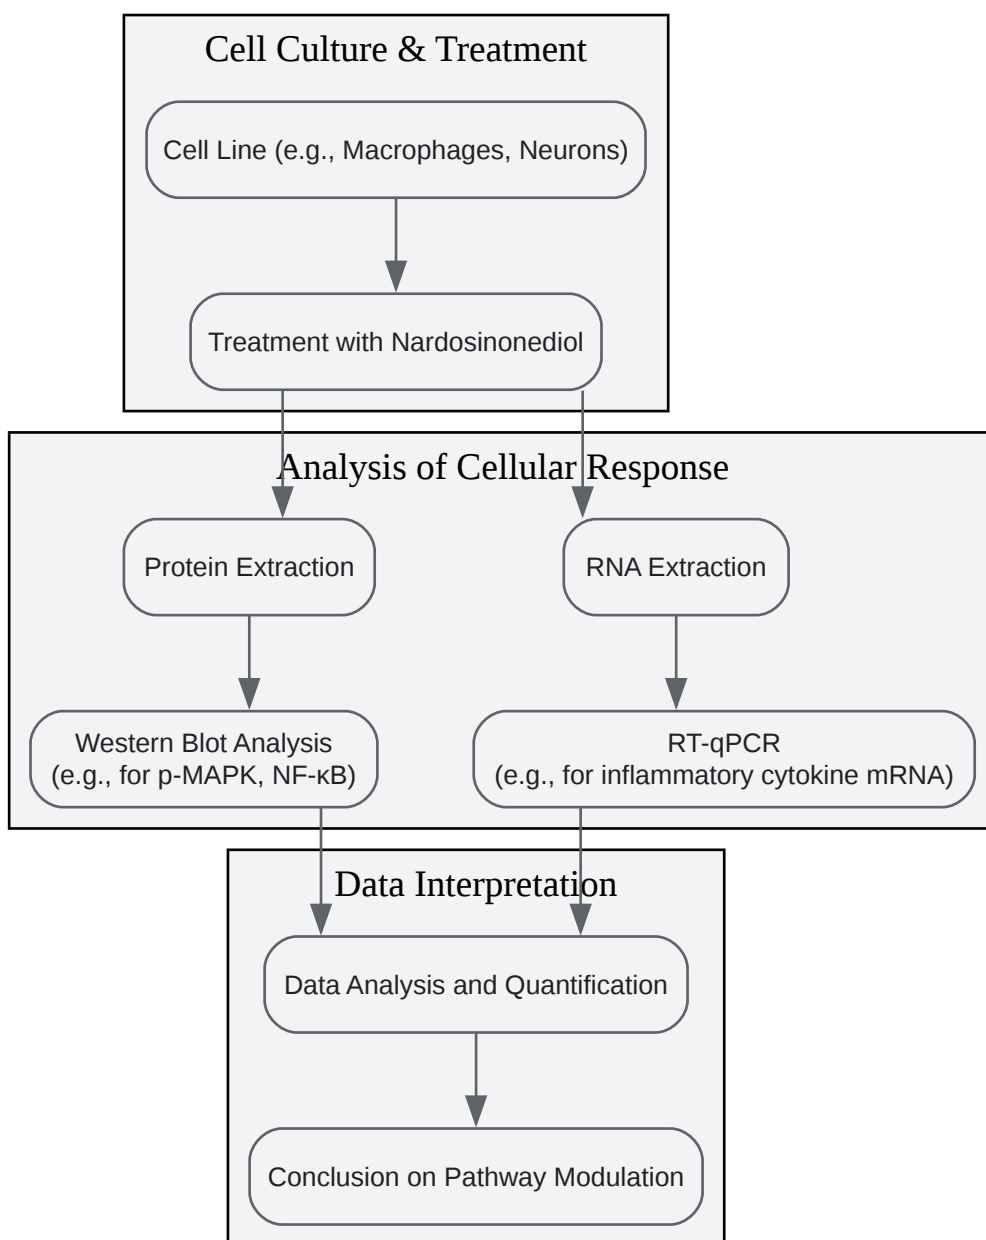 Cell Culture & Treatment
Cell Line (e.g., Macrophages, Neurons)
Treatment with Nardosinonediol
Analysis of Cellular Response
Protein Extraction
RNA Extraction
Western Blot Analysis
(e.g., for p-MAPK, NF-κB)
RT-qPCR
(e.g., for inflammatory cytokine mRNA)
Data Interpretation
Data Analysis and Quantification
Conclusion on Pathway Modulation